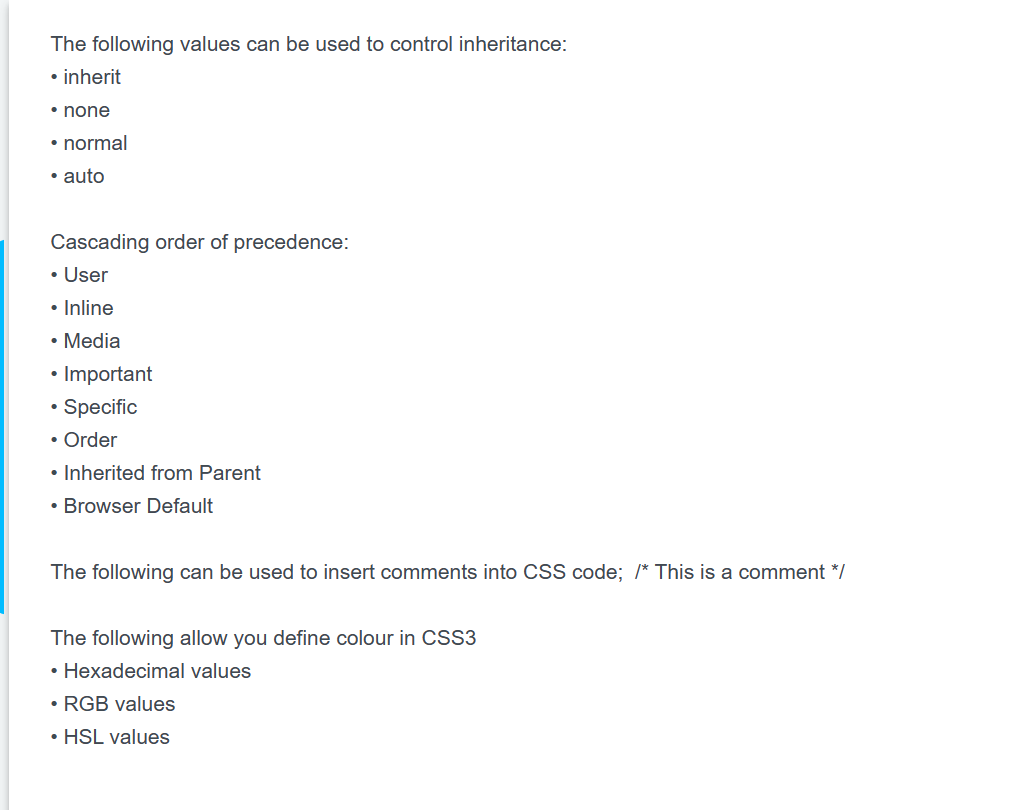 The following values can be used to control inheritance:
• inherit
• none
• normal
• auto
Cascading order of precedence:
• User
• Inline
• Media
• Important
• Specific
• Order
• Inherited from Parent
• Browser Default
The following can be used to insert comments into CSS code;  /* This is a comment */
The following allow you define colour in CSS3
• Hexadecimal values
• RGB values
• HSL values